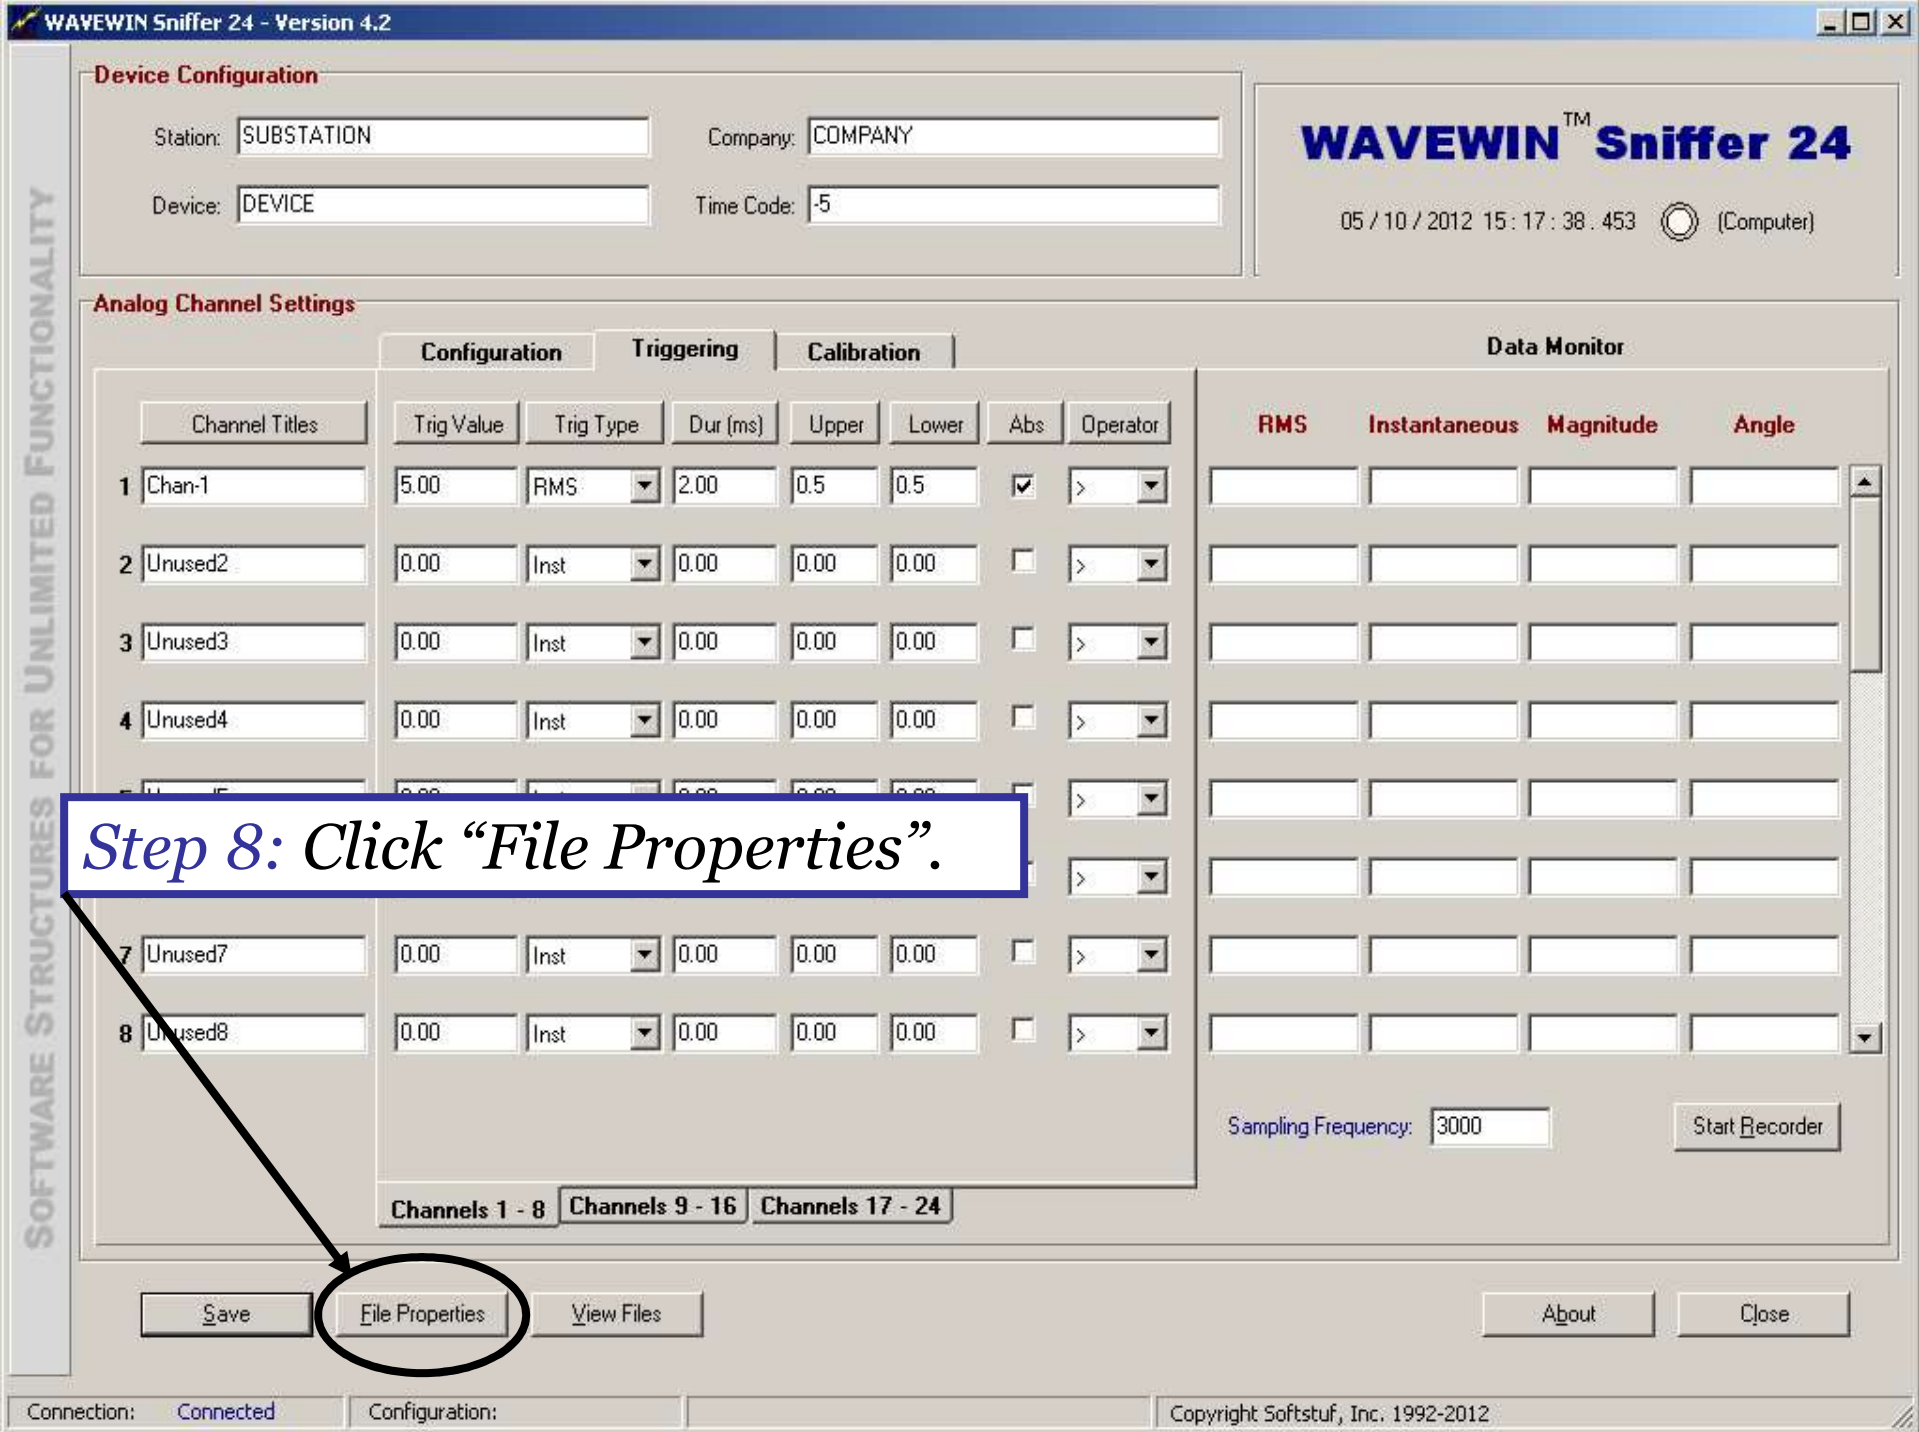 WAVEWIN Sniffer 24 - Version 4.2
SOFTWARE STRUCTURES FOR UNLIMITED FUNCTIONALITY
Device Configuration
Station: SUBSTATION Company: COMPANY
Device: DEVICE Time Code: -5
WAVEWIN™ Sniffer 24
05 / 10 / 2012 15 : 17 : 38 . 453 (Computer)
Analog Channel Settings
Configuration Triggering Calibration Data Monitor
Channel Titles Trig Value Trig Type Dur (ms) Upper Lower Abs Operator RMS Instantaneous Magnitude Angle
1 Chan-1 5.00 RMS 2.00 0.5 0.5 >
2 Unused2 0.00 Inst 0.00 0.00 0.00 >
3 Unused3 0.00 Inst 0.00 0.00 0.00 >
4 Unused4 0.00 Inst 0.00 0.00 0.00 >
>
Step 8: Click “File Properties”.
>
7 Unused7 0.00 Inst 0.00 0.00 0.00 >
8 Unused8 0.00 Inst 0.00 0.00 0.00 >
Sampling Frequency: 3000 Start Recorder
Channels 1 - 8 Channels 9 - 16 Channels 17 - 24
Save File Properties View Files About Close
Connection: Connected Configuration: Copyright Softstuf, Inc. 1992-2012